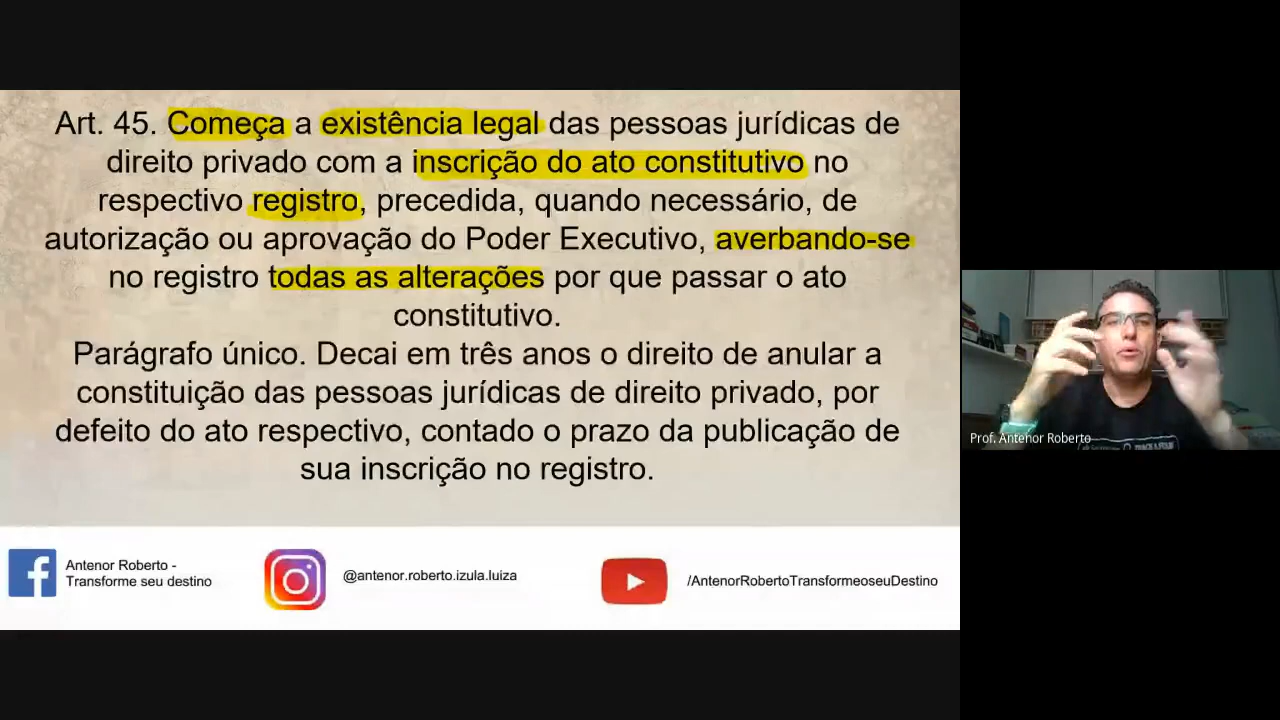 Art. 45. Começa a existência legal das pessoas jurídicas de
direito privado com a inscrição do ato constitutivo no
respectivo registro, precedida, quando necessário, de
autorização ou aprovação do Poder Executivo, averbando-se
no registro todas as alterações por que passar o ato
constitutivo.
Parágrafo único. Decai em três anos o direito de anular a
constituição das pessoas jurídicas de direito privado, por
defeito do ato respectivo, contado o prazo da publicação de
sua inscrição no registro.
Prof. Antenor Roberto
Antenor Roberto -
Transforme seu destino
@antenor.roberto.izula.luiza
/AntenorRobertoTransformeoseuDestino